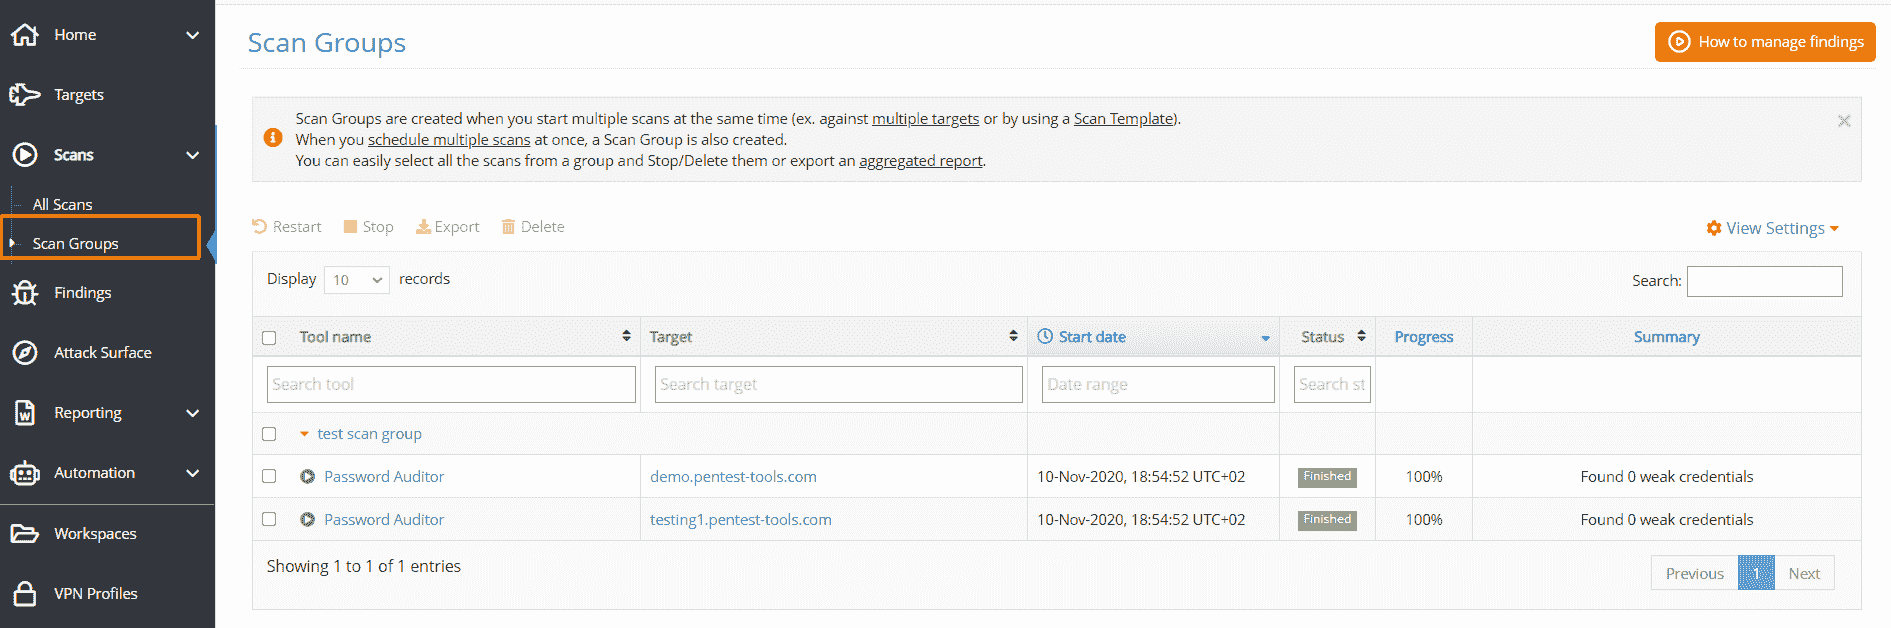 Home
Targets
Scans
All Scans
Scan Groups
Findings
Attack Surface
Reporting
Automation
Workspaces
VPN Profiles
Scan Groups
How to manage findings
Scan Groups are created when you start multiple scans at the same time (ex. against multiple targets or by using a Scan Template).
When you schedule multiple scans at once, a Scan Group is also created.
You can easily select all the scans from a group and Stop/Delete them or export an aggregated report.
Restart Stop Export Delete
View Settings
Display 10 records
Search:
Tool name Target Start date Status Progress Summary
Search tool Search target Date range Search st
test scan group
Password Auditor demo.pentest-tools.com 10-Nov-2020, 18:54:52 UTC+02 Finished 100% Found 0 weak credentials
Password Auditor testing1.pentest-tools.com 10-Nov-2020, 18:54:52 UTC+02 Finished 100% Found 0 weak credentials
Showing 1 to 1 of 1 entries
Previous 1 Next